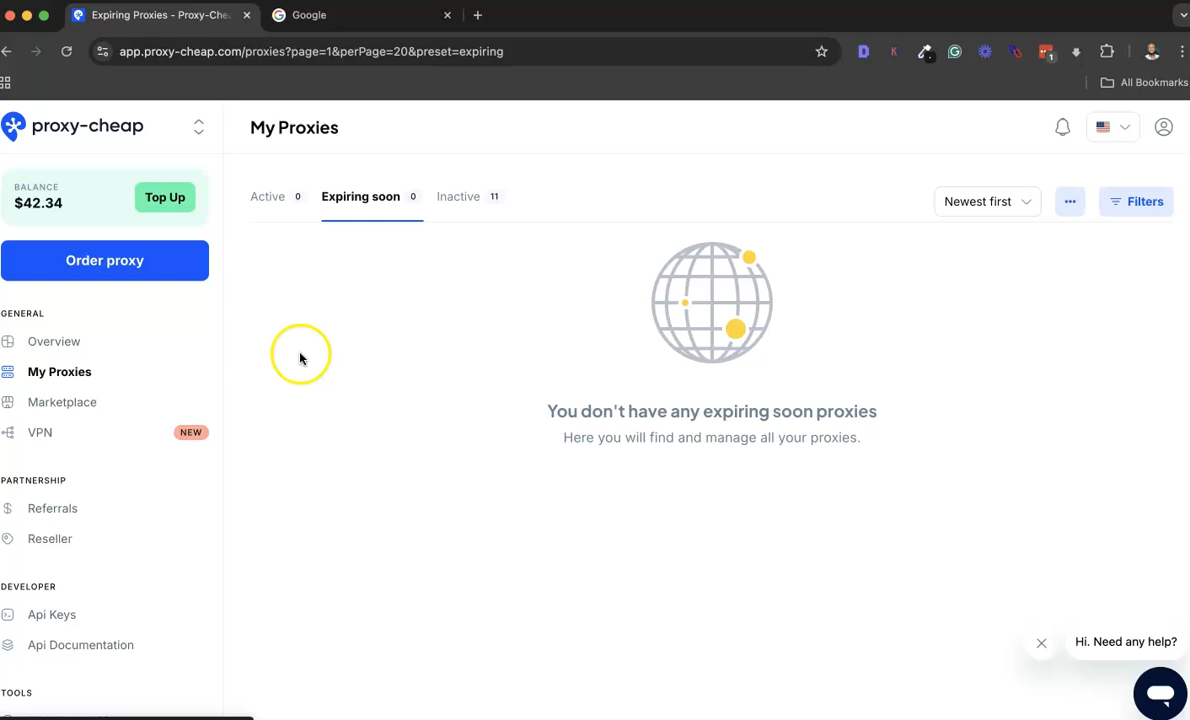 Expiring Proxies - Proxy-Chea
Google
app.proxy-cheap.com/proxies?page=1&perPage=20&preset=expiring
All Bookmarks
proxy-cheap
My Proxies
BALANCE
$42.34
Top Up
Active 0
Expiring soon 0
Inactive 11
Newest first
Filters
Order proxy
GENERAL
Overview
My Proxies
Marketplace
VPN
NEW
You don't have any expiring soon proxies
Here you will find and manage all your proxies.
PARTNERSHIP
Referrals
Reseller
DEVELOPER
Api Keys
Api Documentation
Hi. Need any help?
TOOLS